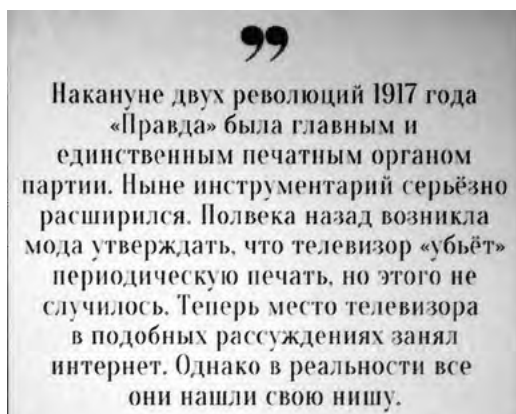 ”
Накануне двух революций 1917 года
«Правда» была главным и
единственным печатным органом
партии. Ныне инструментарий серьёзно
расширился. Полвека назад возникла
мода утверждать, что телевизор «убьёт»
периодическую печать, но этого не
случилось. Теперь место телевизора
в подобных рассуждениях занял
интернет. Однако в реальности все
они нашли свою нишу.